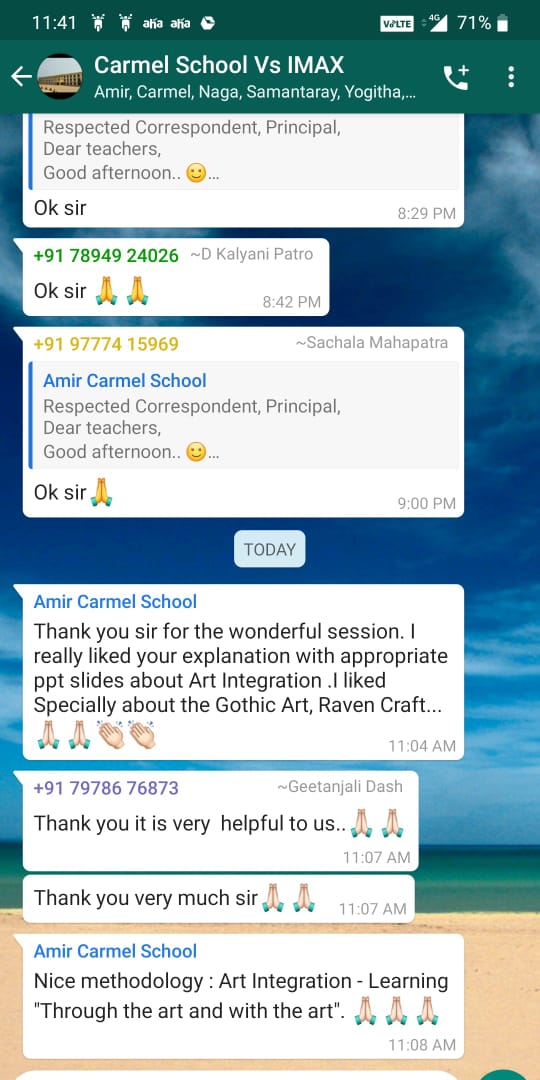 11:41 aµa aµa VoLTE 4G 71%
Carmel School Vs IMAX
Amir, Carmel, Naga, Samantaray, Yogitha,...
Respected Correspondent, Principal,
Dear teachers,
Good afternoon.. 🙂...
Ok sir
8:29 PM
+91 78949 24026 ~D Kalyani Patro
Ok sir 🙏 🙏
8:42 PM
+91 97774 15969 ~Sachala Mahapatra
Amir Carmel School
Respected Correspondent, Principal,
Dear teachers,
Good afternoon.. 🙂...
Ok sir🙏
9:00 PM
TODAY
Amir Carmel School
Thank you sir for the wonderful session. I
really liked your explanation with appropriate
ppt slides about Art Integration .I liked
Specially about the Gothic Art, Raven Craft...
🙏🏻 🙏🏻 👏🏻 👏🏻
11:04 AM
+91 79786 76873 ~Geetanjali Dash
Thank you it is very helpful to us..🙏🏻 🙏🏻
11:07 AM
Thank you very much sir🙏🏻 🙏🏻 11:07 AM
Amir Carmel School
Nice methodology : Art Integration - Learning
"Through the art and with the art". 🙏🏻 🙏🏻 🙏🏻
11:08 AM